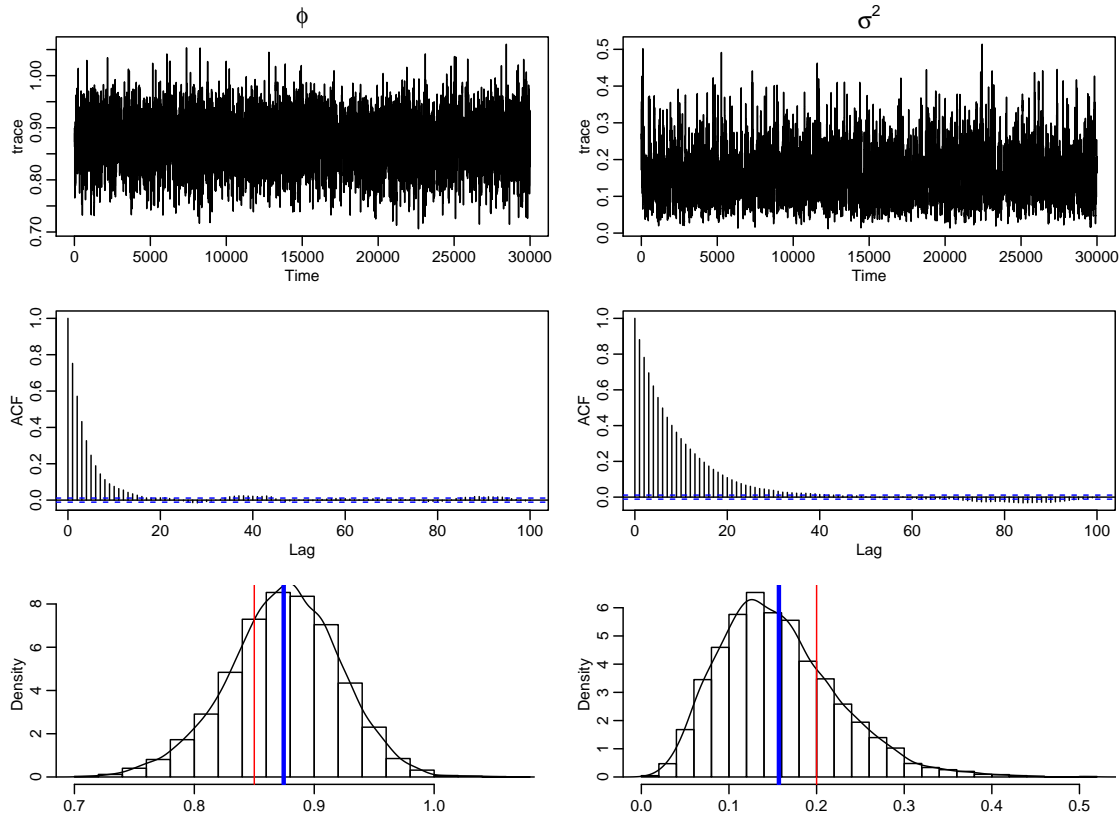 ϕ
σ²
trace
0.70 0.80 0.90 1.00
0 5000 10000 15000 20000 25000 30000
Time
trace
0.0 0.1 0.2 0.3 0.4 0.5
0 5000 10000 15000 20000 25000 30000
Time
ACF
0.0 0.2 0.4 0.6 0.8 1.0
0 20 40 60 80 100
Lag
ACF
0.0 0.2 0.4 0.6 0.8 1.0
0 20 40 60 80 100
Lag
Density
0 2 4 6 8
0.7 0.8 0.9 1.0
Density
0 1 2 3 4 5 6
0.0 0.1 0.2 0.3 0.4 0.5